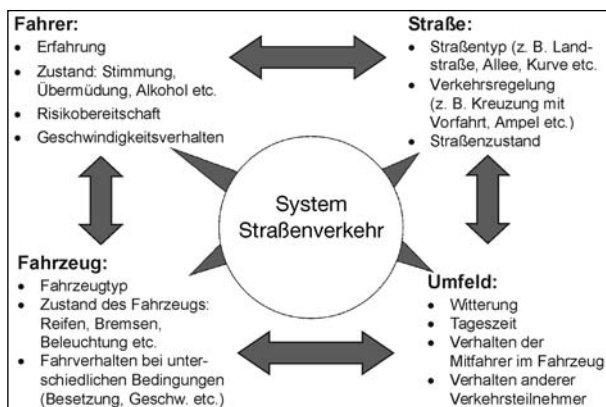 Fahrer:
• Erfahrung
• Zustand: Stimmung,
Übermüdung, Alkohol etc.
• Risikobereitschaft
• Geschwindigkeitsverhalten
Straße:
• Straßentyp (z. B. Land-
straße, Allee, Kurve etc.
• Verkehrsregelung
(z. B. Kreuzung mit
Vorfahrt, Ampel etc.)
• Straßenzustand
System
Straßenverkehr
Fahrzeug:
• Fahrzeugtyp
• Zustand des Fahrzeugs:
Reifen, Bremsen,
Beleuchtung etc.
• Fahrverhalten bei unter-
schiedlichen Bedingungen
(Besetzung, Geschw. etc.)
Umfeld:
• Witterung
• Tageszeit
• Verhalten der
Mitfahrer im Fahrzeug
• Verhalten anderer
Verkehrsteilnehmer